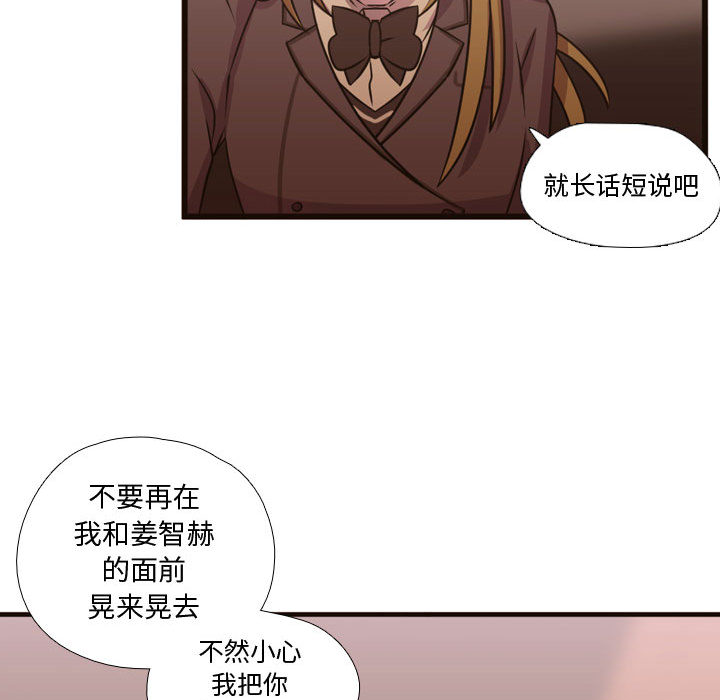 就长话短说吧
不要再在
我和姜智赫
的面前
晃来晃去
不然小心
我把你